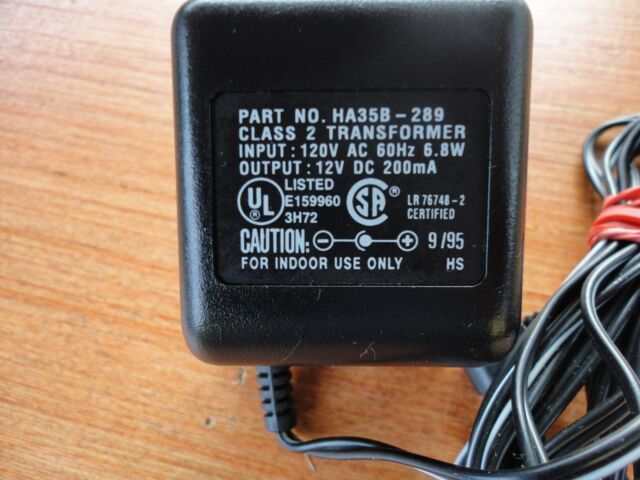 PART NO. HA35B-289
CLASS 2 TRANSFORMER
INPUT : 120V AC 60Hz 6.8W
OUTPUT : 12V DC 200mA
UL ® LISTED
E159960
3H72
SA ®
LR 76748-2
CERTIFIED
CAUTION: - + 9/95
FOR INDOOR USE ONLY HS